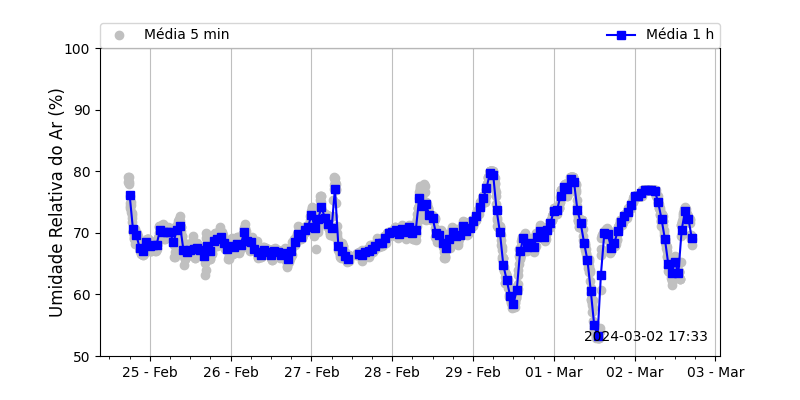 Média 5 min
Média 1 h
100
90
80
70
60
50
Umidade Relativa do Ar (%)
2024-03-02 17:33
25 - Feb
26 - Feb
27 - Feb
28 - Feb
29 - Feb
01 - Mar
02 - Mar
03 - Mar